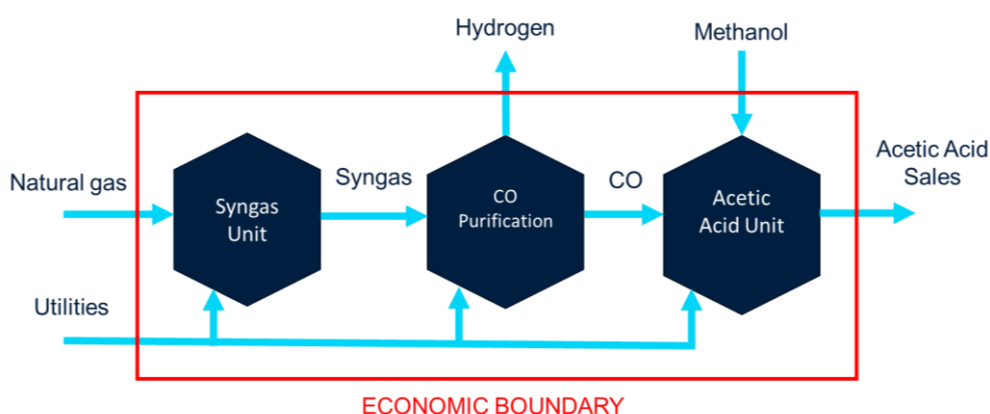 Hydrogen
Methanol
Natural gas
Syngas
Unit
Syngas
CO
Purification
CO
Acetic
Acid Unit
Acetic Acid
Sales
Utilities
ECONOMIC BOUNDARY